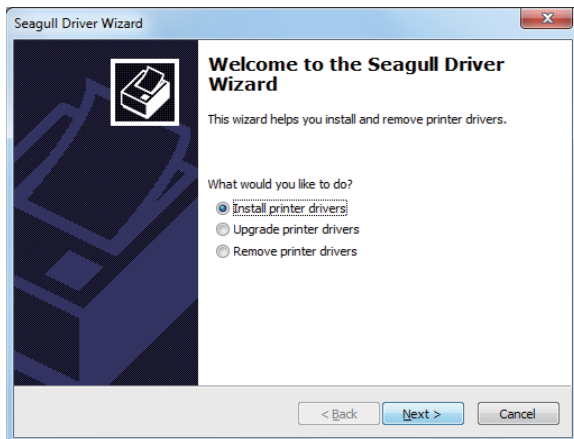 Seagull Driver Wizard
Welcome to the Seagull Driver
Wizard
This wizard helps you install and remove printer drivers.
What would you like to do?
Install printer drivers
Upgrade printer drivers
Remove printer drivers
< Back
Next >
Cancel